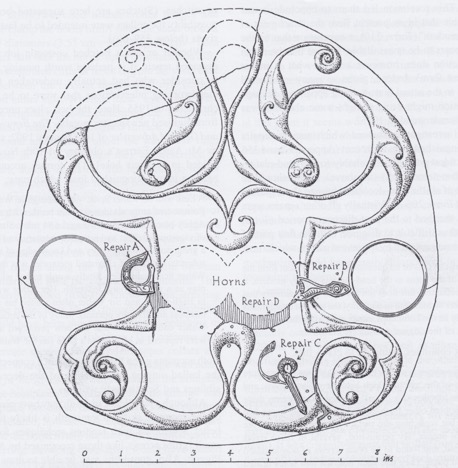 Repair A
Repair B
Horns
Repair D
Repair C
0 1 2 3 4 5 6 7 8 ins